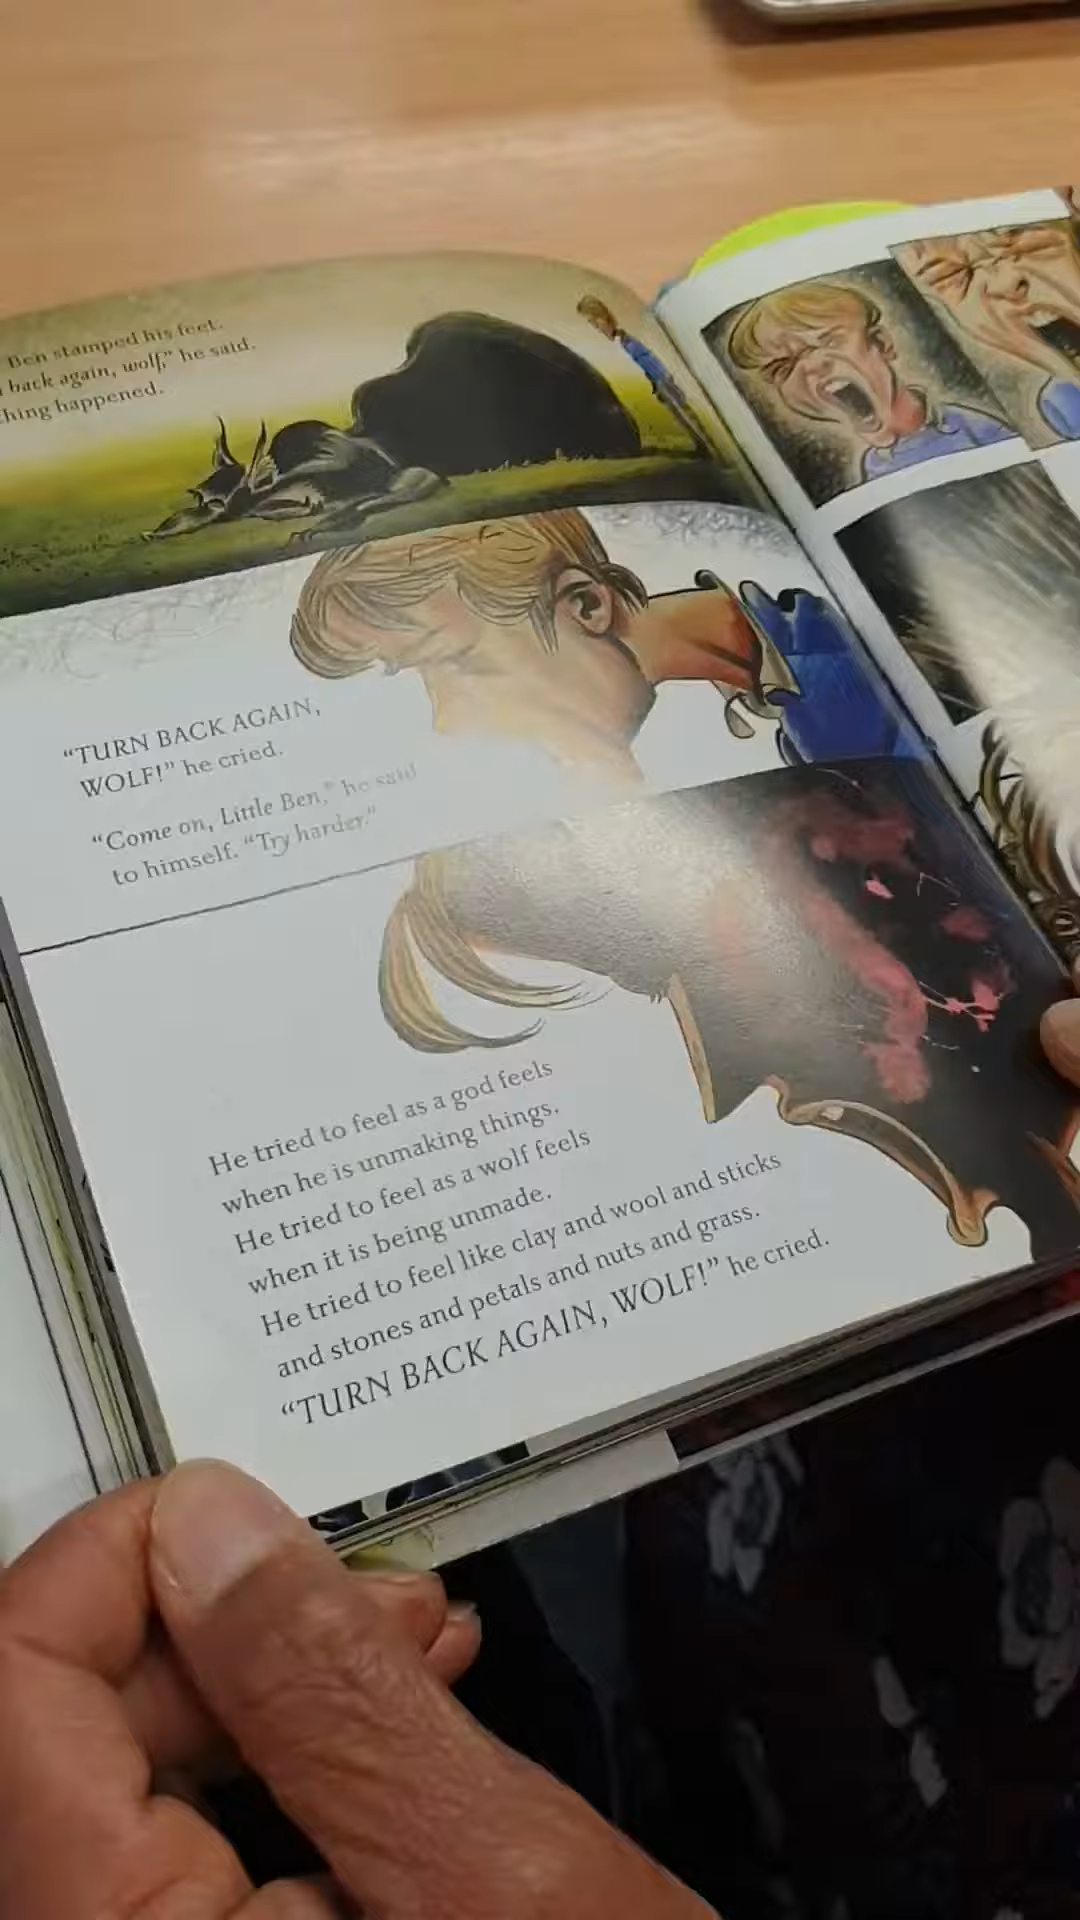 Ben stamped his feet.
back again, wolf," he said.
thing happened.
"TURN BACK AGAIN,
WOLF!" he cried.
"Come on, Little Ben," he said
to himself. "Try harder."
He tried to feel as a god feels
when he is unmaking things.
He tried to feel as a wolf feels
when it is being unmade.
He tried to feel like clay and wool and sticks
and stones and petals and nuts and grass.
"TURN BACK AGAIN, WOLF!" he cried.